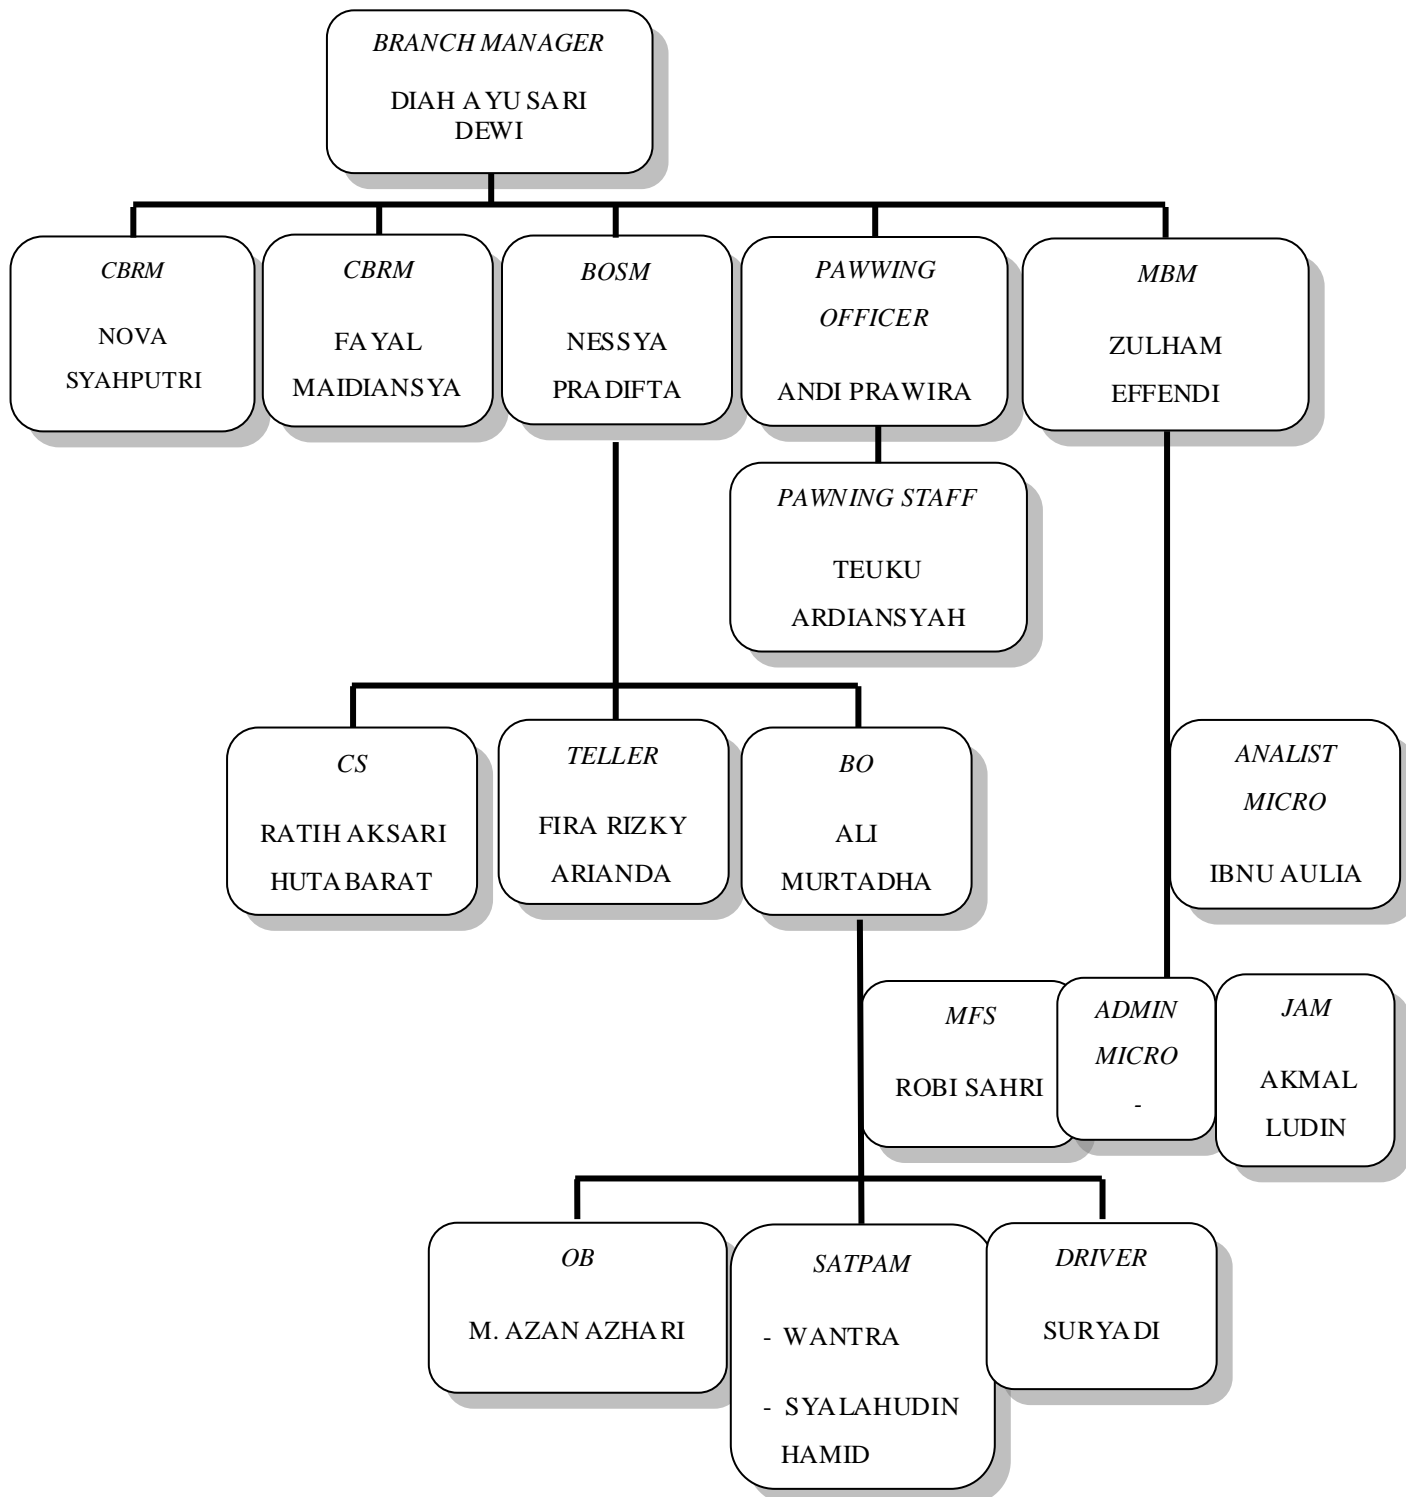 BRANCH MANAGER
DIAH AYU SARI
DEWI
CBRM
NOVA
SYAHPUTRI
CBRM
FAYAL
MAIDIANSYA
BOSM
NESSYA
PRADIFTA
PAWWING
OFFICER
ANDI PRAWIRA
MBM
ZULHAM
EFFENDI
PAWNING STAFF
TEUKU
ARDIANSYAH
CS
RATIH AKSARI
HUTABARAT
TELLER
FIRA RIZKY
ARIANDA
BO
ALI
MURTADHA
ANALIST
MICRO
IBNU AULIA
MFS
ROBI SAHRI
ADMIN
MICRO
-
JAM
AKMAL
LUDIN
OB
M. AZAN AZHARI
SATPAM
- WANTRA
- SYALAHUDIN
HAMID
DRIVER
SURYADI